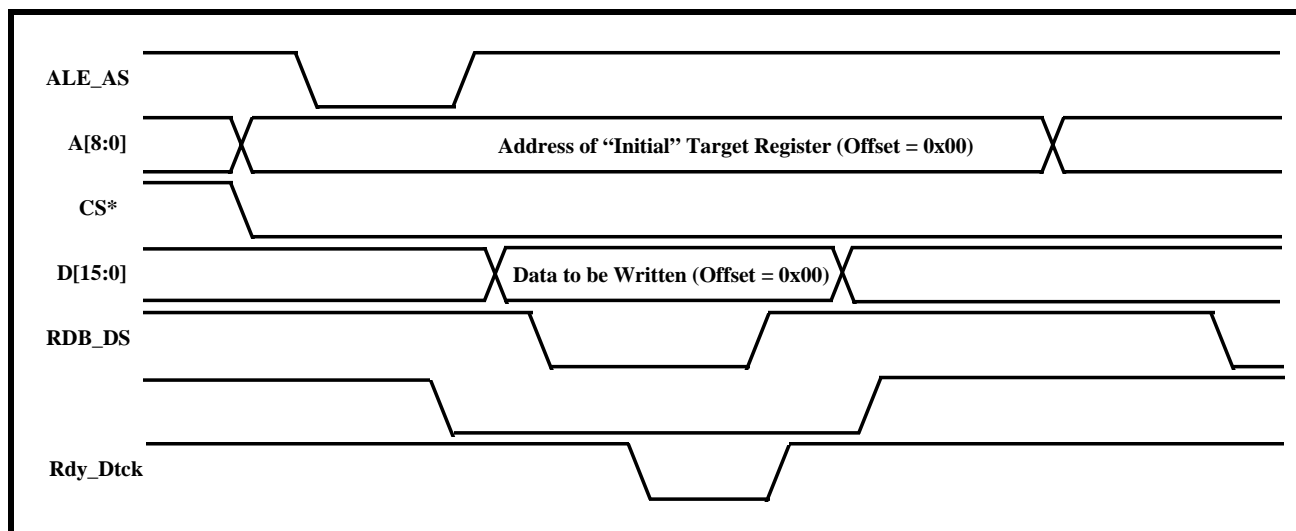 ALE_AS
A[8:0]
Address of “Initial” Target Register (Offset = 0x00)
CS*
D[15:0]
Data to be Written (Offset = 0x00)
RDB_DS
Rdy_Dtck